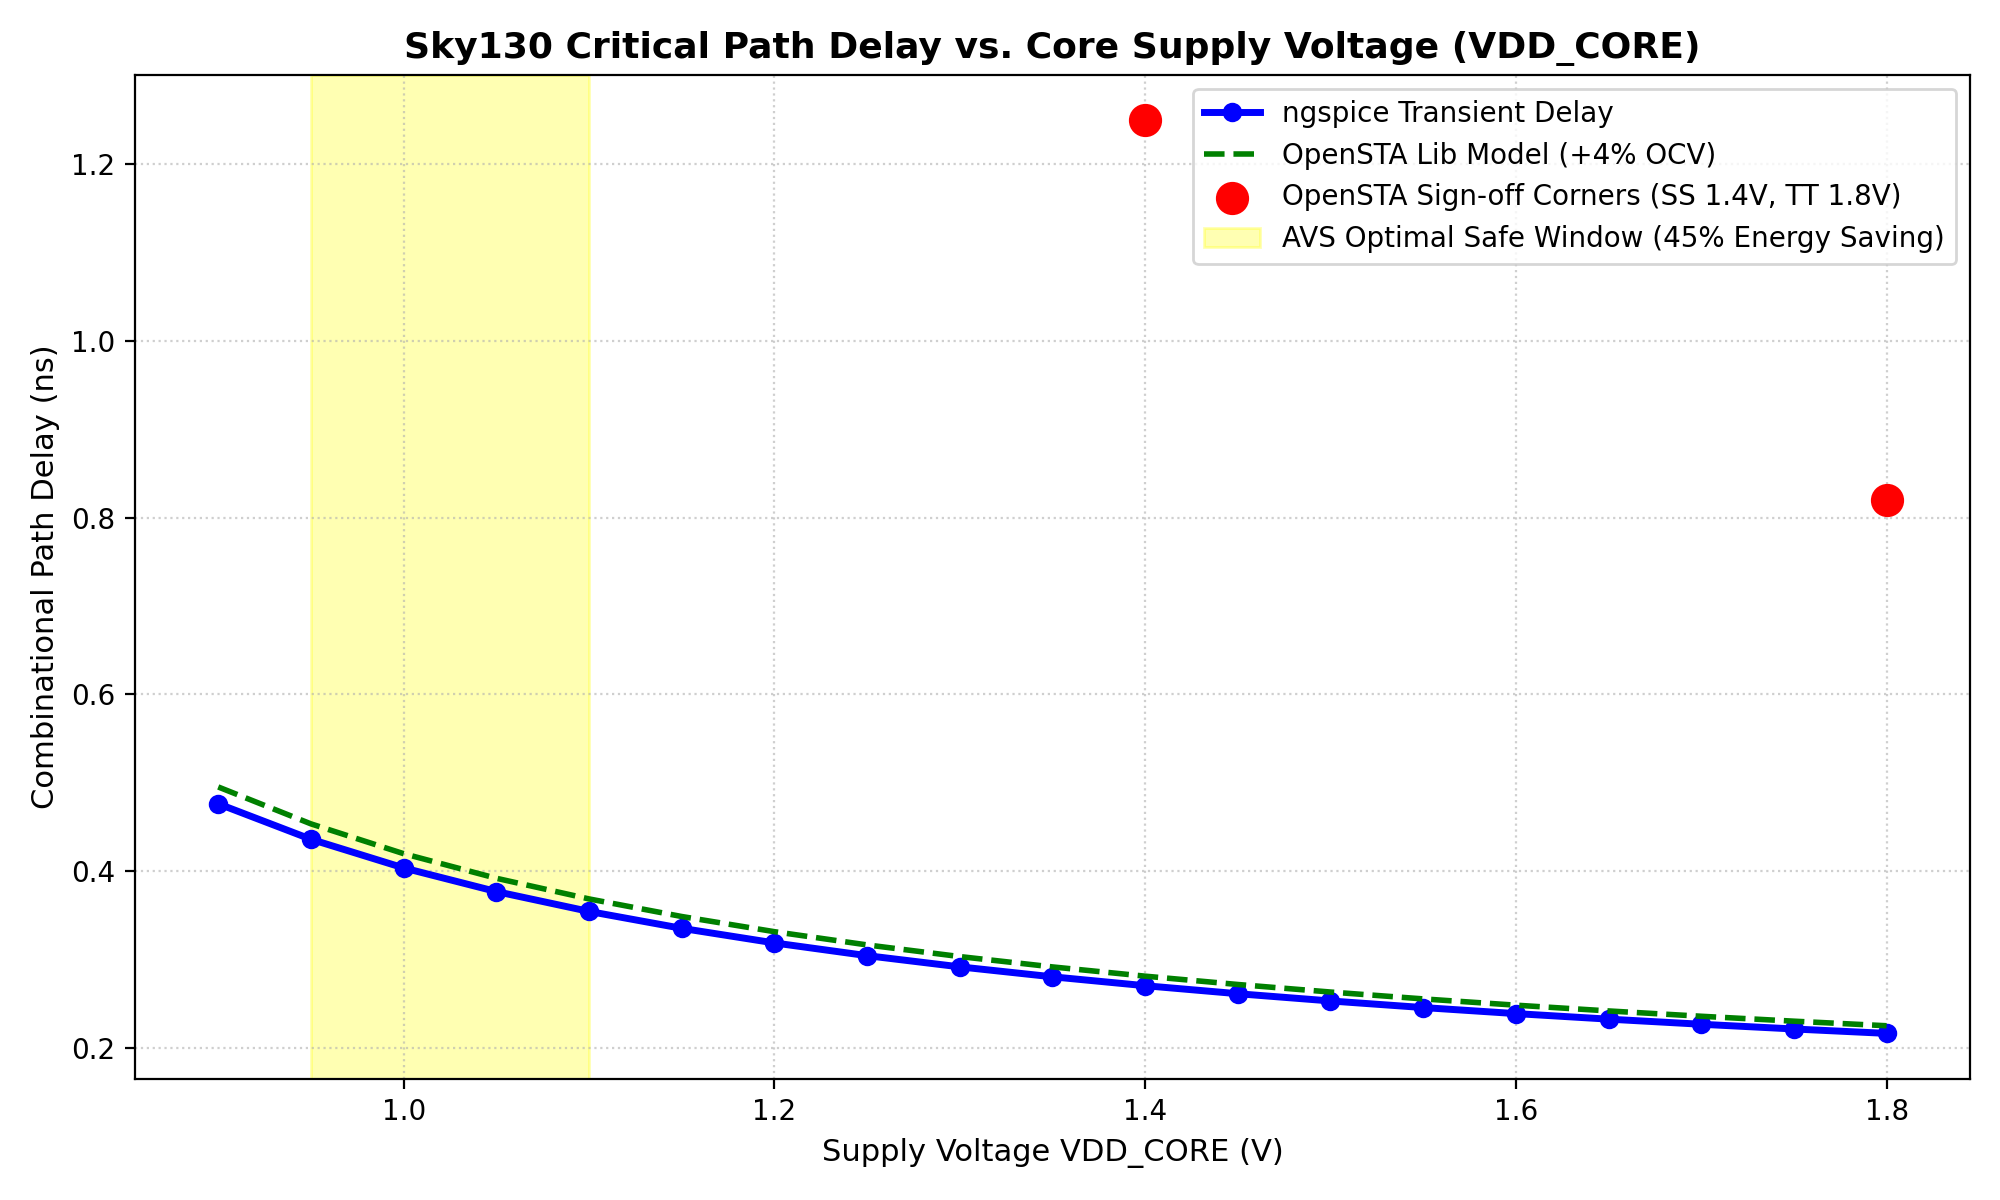 Sky130 Critical Path Delay vs. Core Supply Voltage (VDD_CORE)
ngspice Transient Delay
OpenSTA Lib Model (+4% OCV)
OpenSTA Sign-off Corners (SS 1.4V, TT 1.8V)
AVS Optimal Safe Window (45% Energy Saving)
Combinational Path Delay (ns)
1.2
1.0
0.8
0.6
0.4
0.2
1.0
1.2
1.4
1.6
1.8
Supply Voltage VDD_CORE (V)